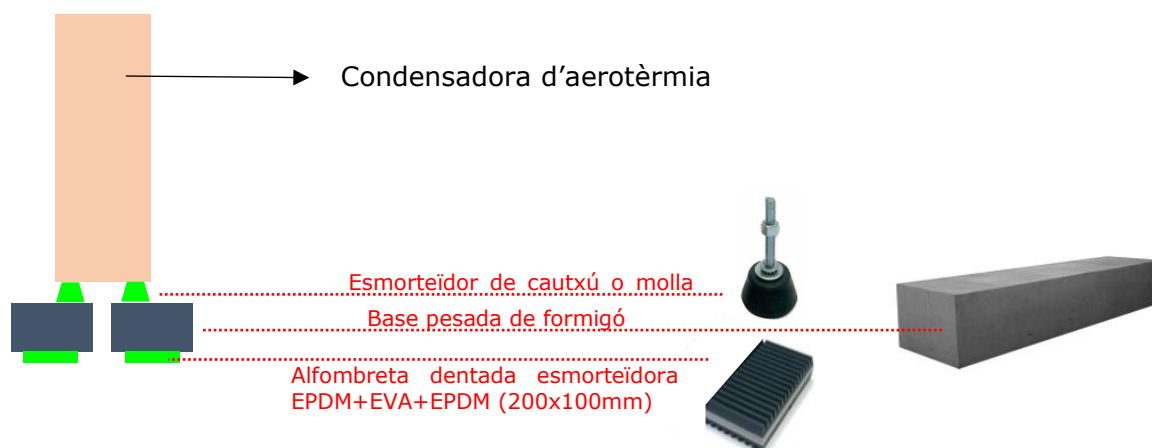 Condensadora d’aerotèrmia
Esmorteïdor de cautxú o molla
Base pesada de formigó
Alfombreta dentada esmorteïdora
EPDM+EVA+EPDM (200x100mm)